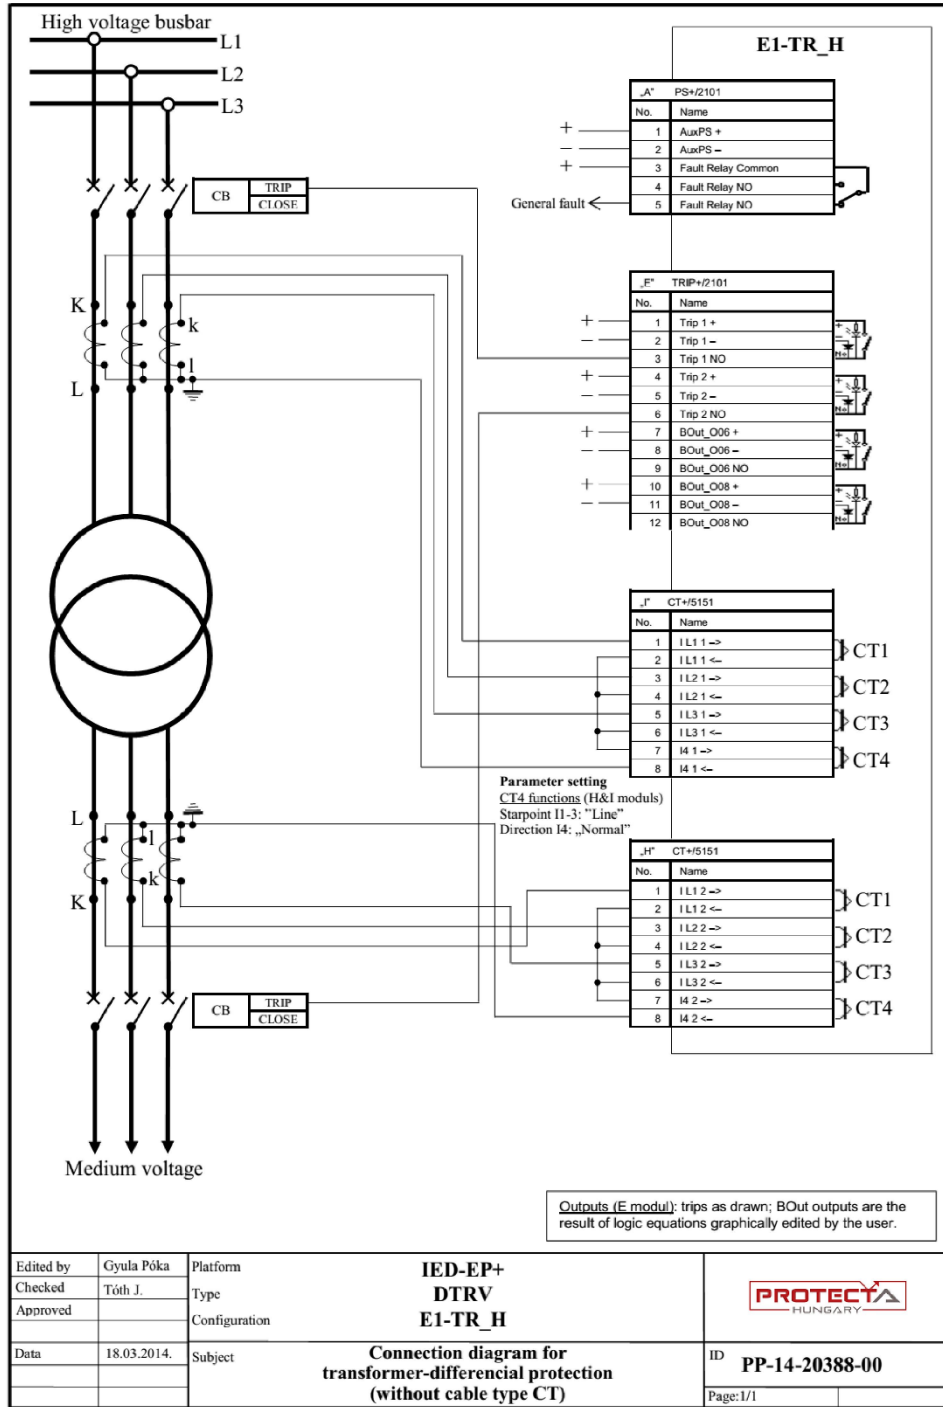 High voltage busbar
L1
L2
L3
E1-TR_H
„A" PS+/2101
No. Name
1 AuxPS +
2 AuxPS –
3 Fault Relay Common
4 Fault Relay NO
5 Fault Relay NO
+
–
+
General fault
CB TRIP
CLOSE
„E" TRIP+/2101
No. Name
+ 1 Trip 1 +
– 2 Trip 1 –
3 Trip 1 NO
+ 4 Trip 2 +
– 5 Trip 2 –
6 Trip 2 NO
+ 7 BOut_O06 +
– 8 BOut_O06 –
9 BOut_O06 NO
+ 10 BOut_O08 +
– 11 BOut_O08 –
12 BOut_O08 NO
K
k
l
L
„I" CT+/5151
No. Name
1 I L1 1 –>
2 I L1 1 <–
3 I L2 1 –>
4 I L2 1 <–
5 I L3 1 –>
6 I L3 1 <–
7 I4 1 –>
8 I4 1 <–
CT1
CT2
CT3
CT4
Parameter setting
CT4 functions (H&I moduls)
Starpoint I1-3: "Line"
Direction I4: „Normal"
L
l
k
K
„H" CT+/5151
No. Name
1 I L1 2 –>
2 I L1 2 <–
3 I L2 2 –>
4 I L2 2 <–
5 I L3 2 –>
6 I L3 2 <–
7 I4 2 –>
8 I4 2 <–
CT1
CT2
CT3
CT4
CB TRIP
CLOSE
Medium voltage
Outputs (E modul): trips as drawn; BOut outputs are the
result of logic equations graphically edited by the user.
Edited by Gyula Póka
Checked Tóth J.
Approved
Data 18.03.2014.
Platform IED-EP+
Type DTRV
Configuration E1-TR_H
Subject Connection diagram for
transformer-differencial protection
(without cable type CT)
PROTECTA
HUNGARY
ID PP-14-20388-00
Page:1/1